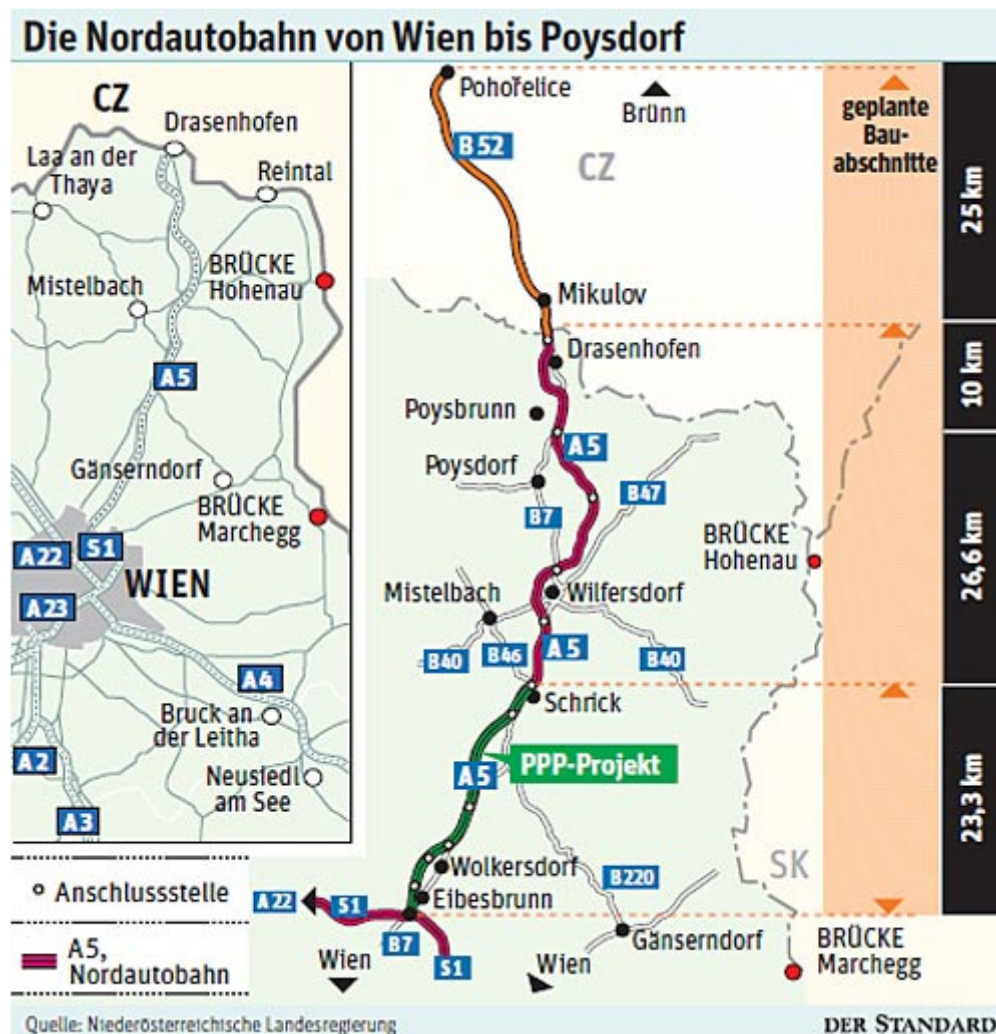 Die Nordautobahn von Wien bis Poysdorf
CZ
Drasenhofen
Laa an der
Thaya
Reintal
BRÜCKE
Hohenau
Mistelbach
A5
Gänserndorf
BRÜCKE
Marchegg
A22
S1
WIEN
A23
A4
Bruck an
der Leitha
A2
Neusiedl
am See
A3
Anschlussstelle
A5,
Nordautobahn
Pohořelice
Brünn
B 52
CZ
Mikulov
Drasenhofen
Poysbrunn
A5
Poysdorf
B47
B7
BRÜCKE
Hohenau
Mistelbach
Wilfersdorf
B40
B46
A5
B40
Schrick
PPP-Projekt
A5
Wolkersdorf
B220
SK
Eibesbrunn
A22
S1
B7
Gänserndorf
Wien
S1
Wien
BRÜCKE
Marchegg
geplante
Bau-
abschnitte
25 km
10 km
26,6 km
23,3 km
Quelle: Niederösterreichische Landesregierung
DER STANDARD